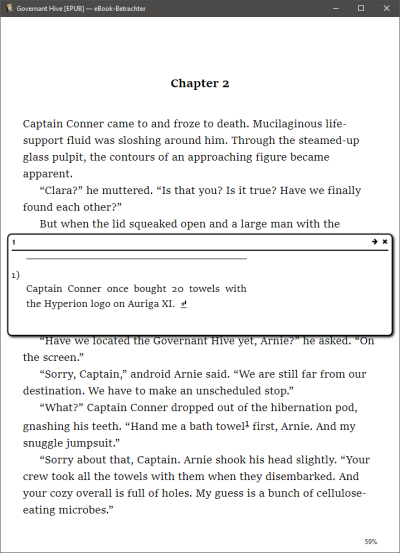 Governant Hive [EPUB] — eBook-Betrachter
Chapter 2
Captain Conner came to and froze to death. Mucilaginous life-
support fluid was sloshing around him. Through the steamed-up
glass pulpit, the contours of an approaching figure became
apparent.
“Clara?” he muttered. “Is that you? Is it true? Have we finally
found each other?”
But when the lid squeaked open and a large man with the
1
1)
Captain Conner once bought 20 towels with
the Hyperion logo on Auriga XI. ↵
“Have we located the Governant Hive yet, Arnie?” he asked. “On
the screen.”
“Sorry, Captain,” android Arnie said. “We are still far from our
destination. We have to make an unscheduled stop.”
“What?” Captain Conner dropped out of the hibernation pod,
gnashing his teeth. “Hand me a bath towel1 first, Arnie. And my
snuggle jumpsuit.”
“Sorry about that, Captain. Arnie shook his head slightly. “Your
crew took all the towels with them when they disembarked. And
your cozy overall is full of holes. My guess is a bunch of cellulose-
eating microbes.”
59%